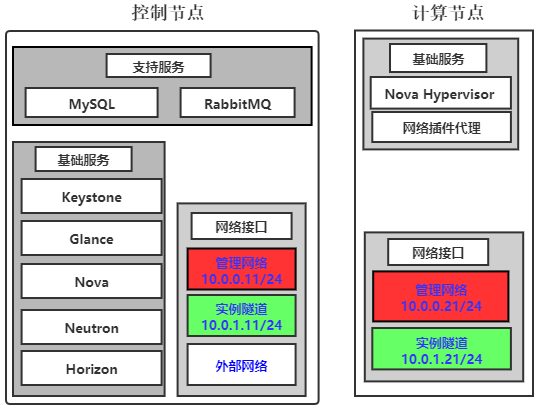 控制节点
支持服务
MySQL
RabbitMQ
基础服务
Keystone
Glance
Nova
Neutron
Horizon
网络接口
管理网络
10.0.0.11/24
实例隧道
10.0.1.11/24
外部网络
计算节点
基础服务
Nova Hypervisor
网络插件代理
网络接口
管理网络
10.0.0.21/24
实例隧道
10.0.1.21/24